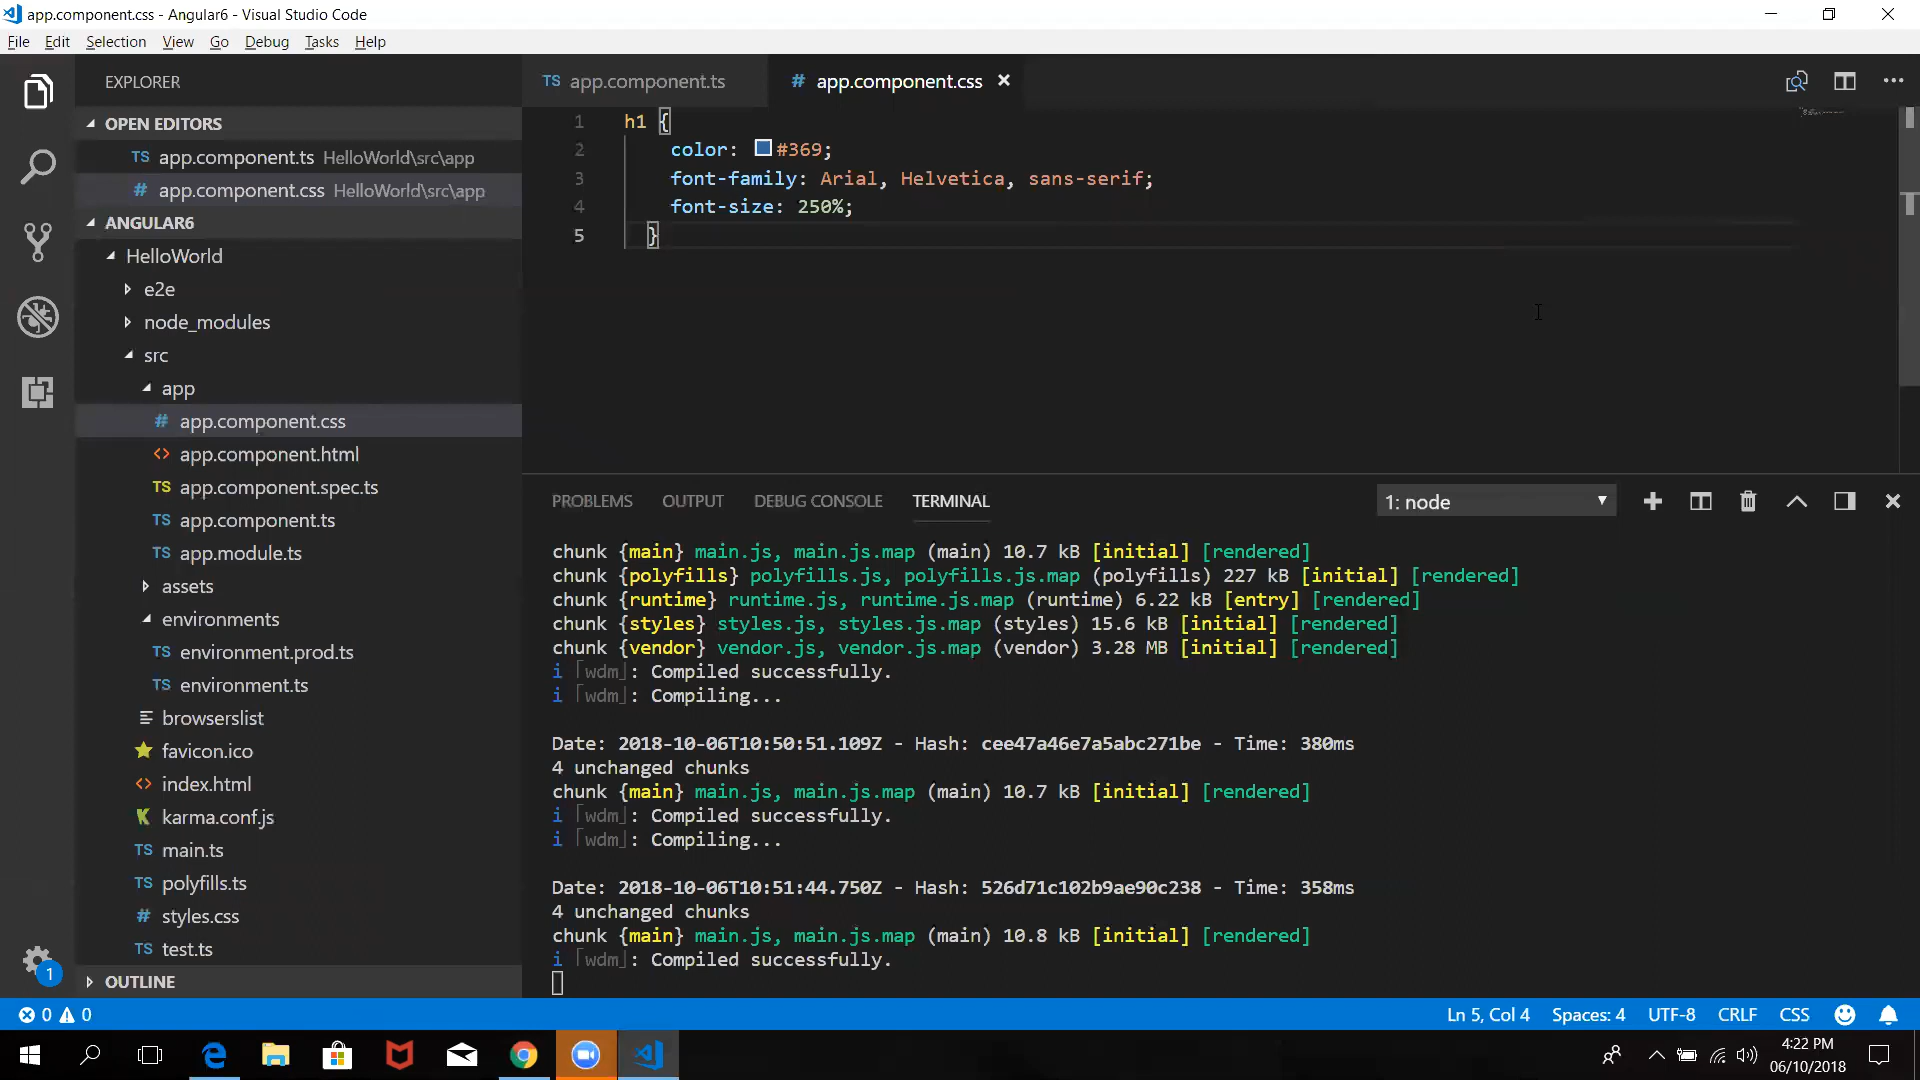 app.component.css - Angular6 - Visual Studio Code
File Edit Selection View Go Debug Tasks Help
EXPLORER
OPEN EDITORS
TS app.component.ts HelloWorld\src\app
# app.component.css HelloWorld\src\app
ANGULAR6
HelloWorld
e2e
node_modules
src
app
# app.component.css
<> app.component.html
TS app.component.spec.ts
TS app.component.ts
TS app.module.ts
assets
environments
TS environment.prod.ts
TS environment.ts
browserslist
favicon.ico
<> index.html
karma.conf.js
TS main.ts
TS polyfills.ts
# styles.css
TS test.ts
OUTLINE
TS app.component.ts # app.component.css
1 h1 {
2 color: #369;
3 font-family: Arial, Helvetica, sans-serif;
4 font-size: 250%;
5 }
PROBLEMS OUTPUT DEBUG CONSOLE TERMINAL 1: node
chunk {main} main.js, main.js.map (main) 10.7 kB [initial] [rendered]
chunk {polyfills} polyfills.js, polyfills.js.map (polyfills) 227 kB [initial] [rendered]
chunk {runtime} runtime.js, runtime.js.map (runtime) 6.22 kB [entry] [rendered]
chunk {styles} styles.js, styles.js.map (styles) 15.6 kB [initial] [rendered]
chunk {vendor} vendor.js, vendor.js.map (vendor) 3.28 MB [initial] [rendered]
i ｢wdm｣: Compiled successfully.
i ｢wdm｣: Compiling...
Date: 2018-10-06T10:50:51.109Z - Hash: cee47a46e7a5abc271be - Time: 380ms
4 unchanged chunks
chunk {main} main.js, main.js.map (main) 10.7 kB [initial] [rendered]
i ｢wdm｣: Compiled successfully.
i ｢wdm｣: Compiling...
Date: 2018-10-06T10:51:44.750Z - Hash: 526d71c102b9ae90c238 - Time: 358ms
4 unchanged chunks
chunk {main} main.js, main.js.map (main) 10.8 kB [initial] [rendered]
i ｢wdm｣: Compiled successfully.
1
0 0 Ln 5, Col 4 Spaces: 4 UTF-8 CRLF CSS
4:22 PM
06/10/2018